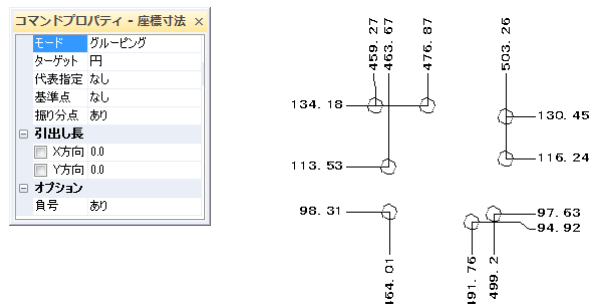 コマンドプロパティ - 座標寸法 ×
モード グルーピング
ターゲット 円
代表指定 なし
基準点 なし
振り分点 あり
引出し長
X方向 0.0
Y方向 0.0
オプション
負号 あり
459. 27
463. 67
476. 87
503. 26
134. 18
130. 45
113. 53
116. 24
98. 31
97. 63
94. 92
464. 01
491. 76
499. 2